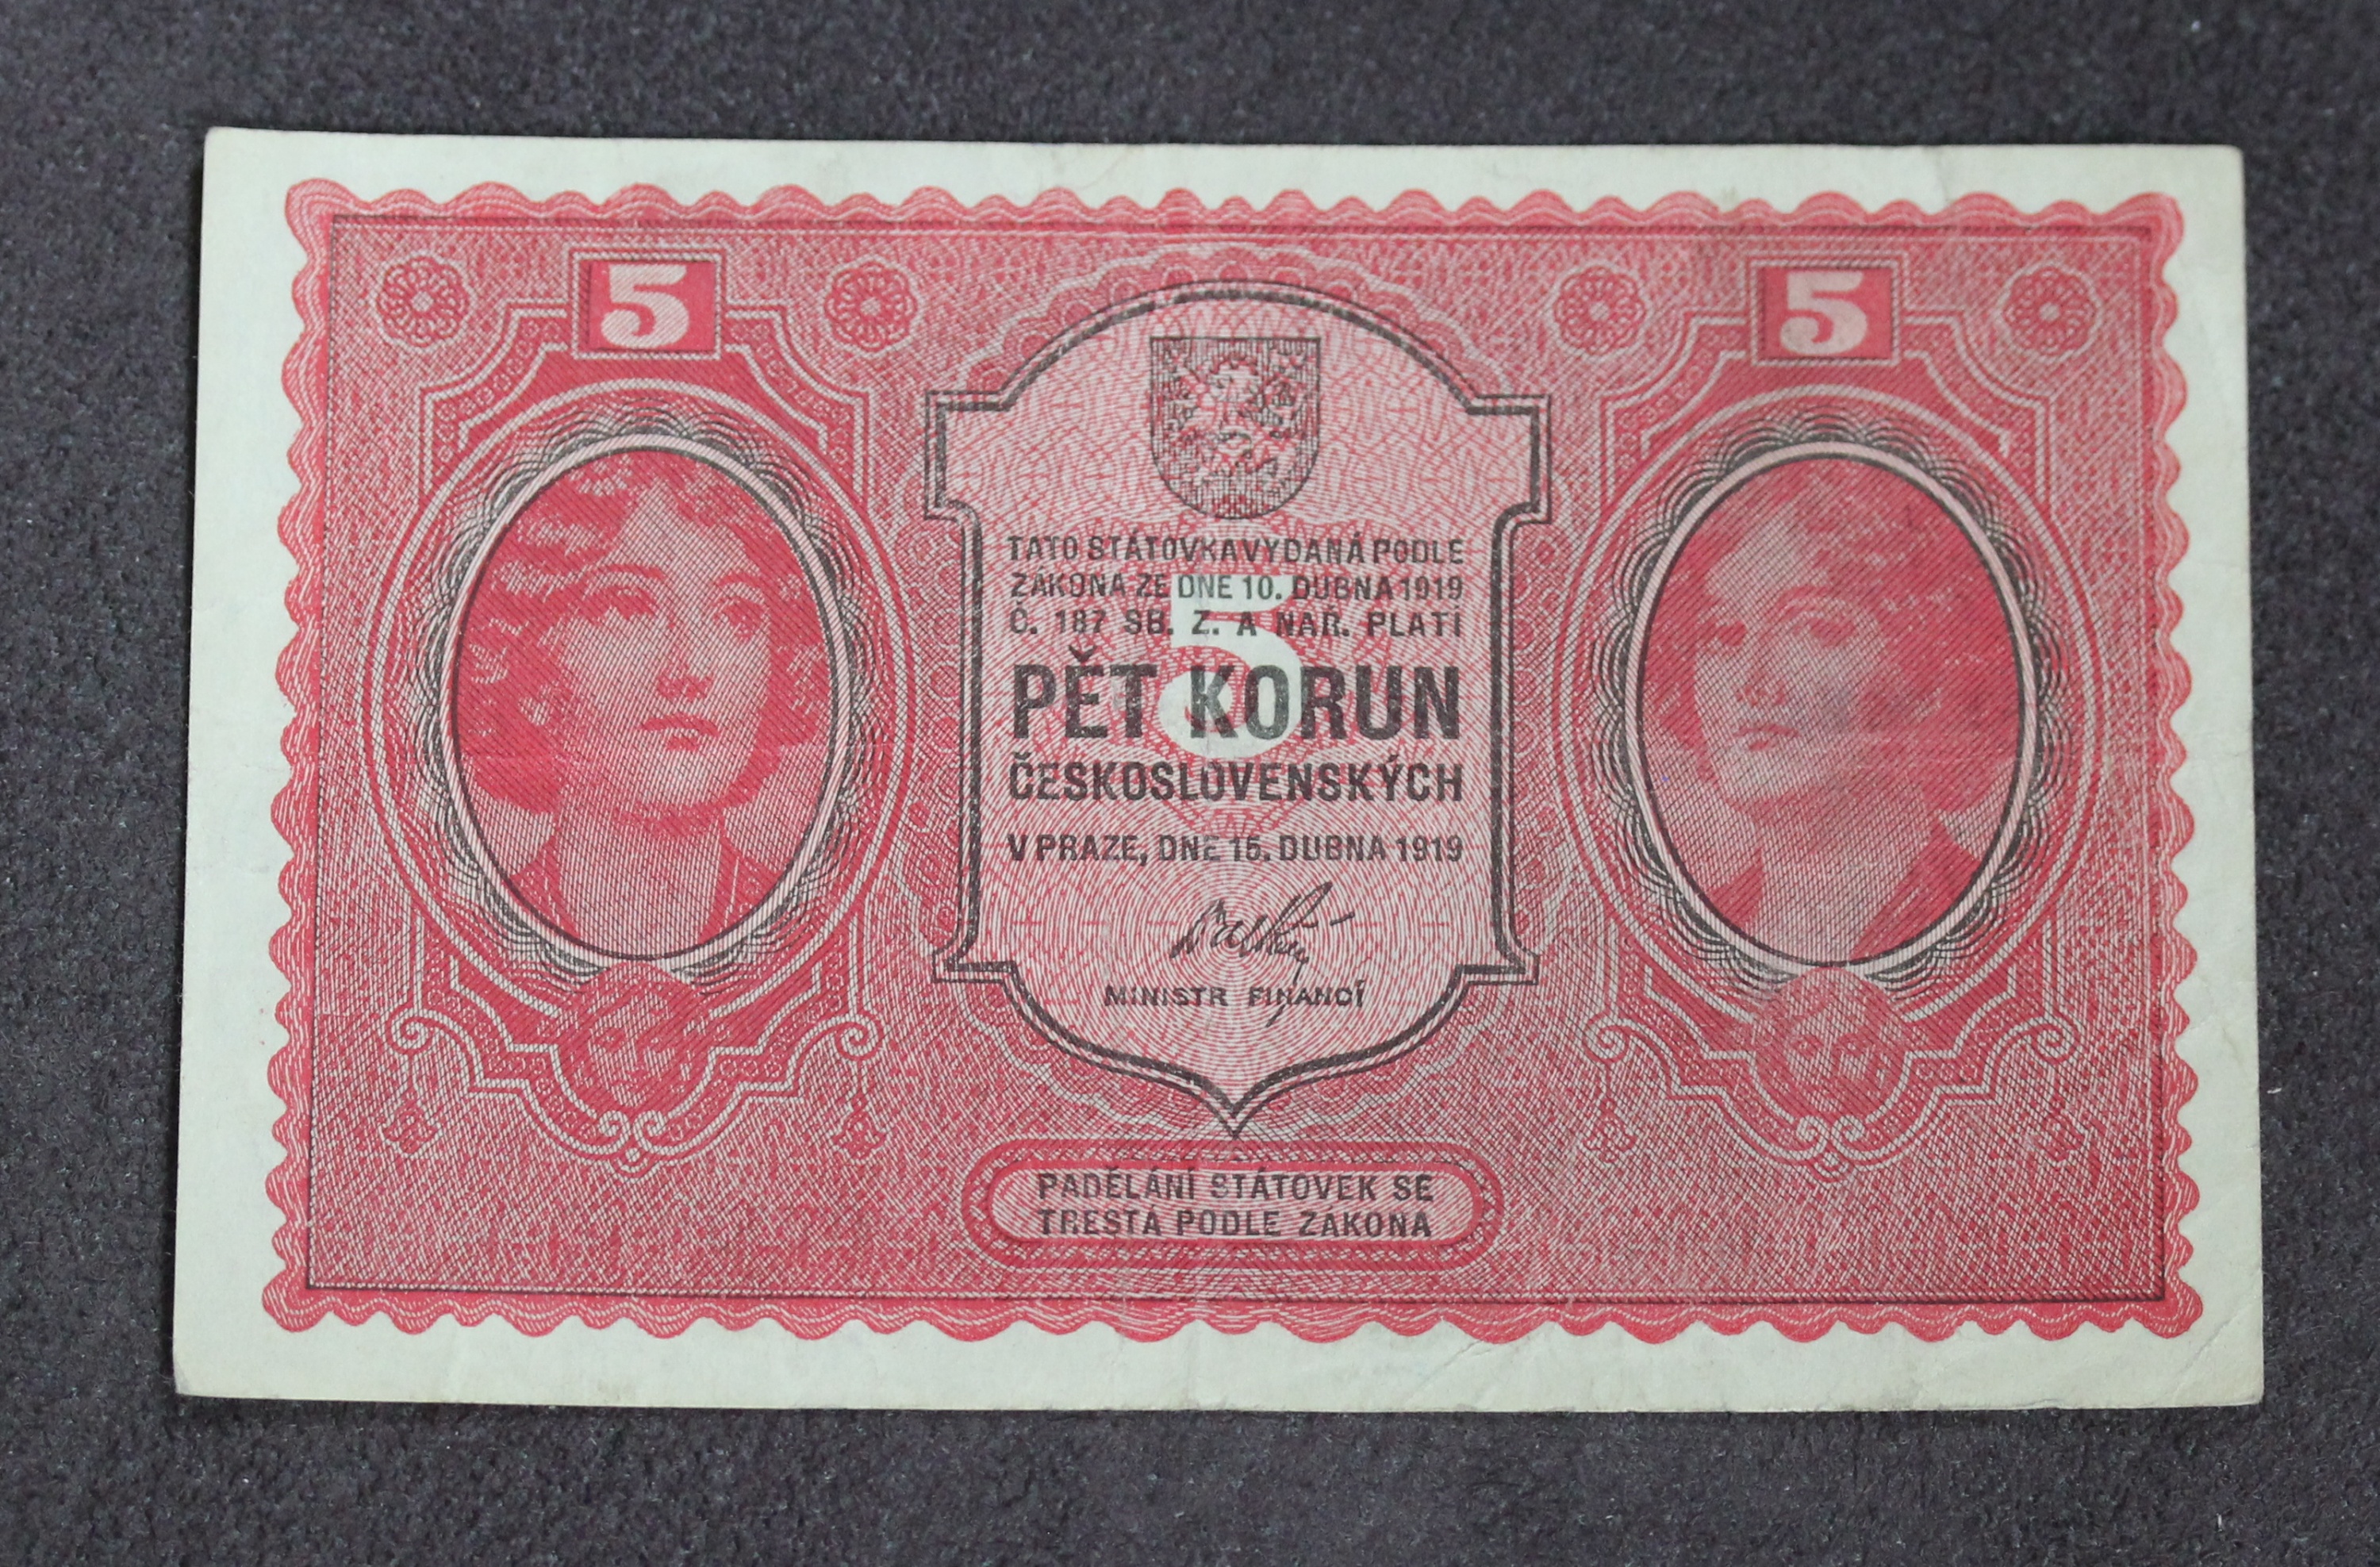 5
5
TATO STÁTOVKA VYDANÁ PODLE
ZÁKONA ZE DNE 10. DUBNA 1919
Č. 187 SB. Z. A NAŘ. PLATÍ
5
PĚT KORUN
ČESKOSLOVENSKÝCH
V PRAZE, DNE 15. DUBNA 1919
MINISTR FINANCÍ
PADĚLÁNÍ STÁTOVEK SE
TRESTÁ PODLE ZÁKONA